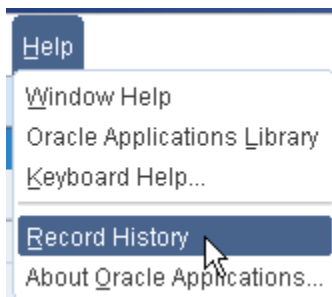 Help
Window Help
Oracle Applications Library
Keyboard Help...
Record History
About Oracle Applications...